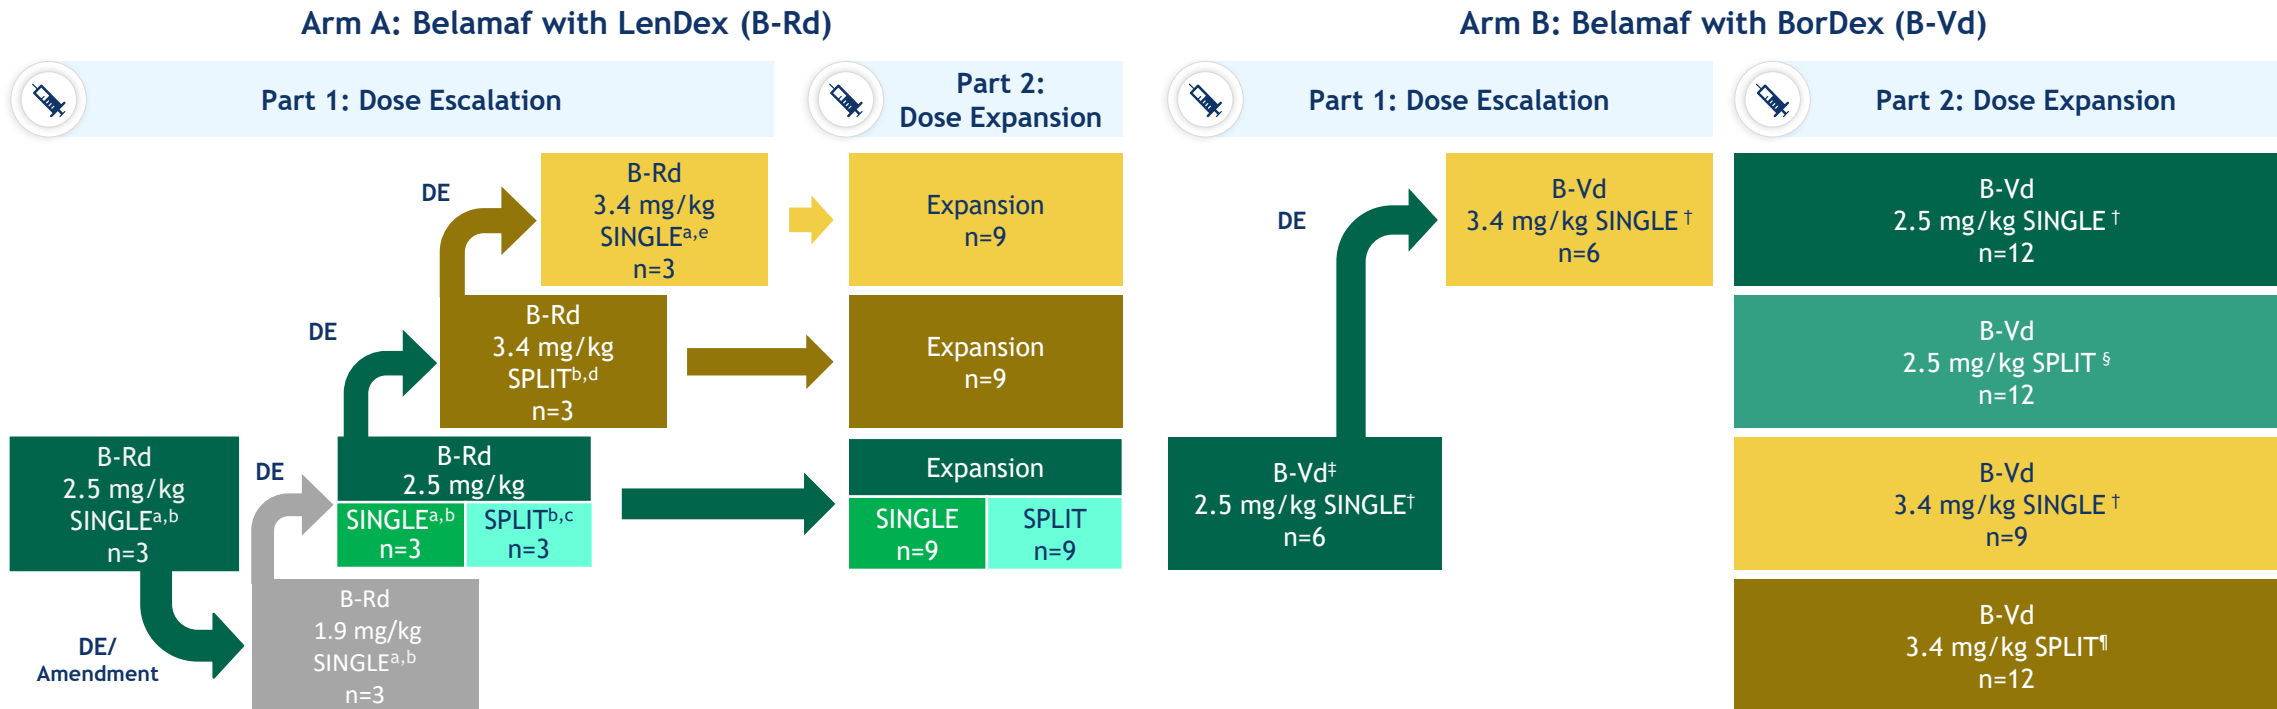 Arm A: Belamaf with LenDex (B-Rd)
Part 1: Dose Escalation
Part 2:
Dose Expansion
DE
B-Rd
3.4 mg/kg
SINGLEᵃ,ᵉ
n=3
Expansion
n=9
DE
B-Rd
3.4 mg/kg
SPLITᵇ,ᵈ
n=3
Expansion
n=9
B-Rd
2.5 mg/kg
SINGLEᵃ,ᵇ
n=3
DE
B-Rd
2.5 mg/kg
SINGLEᵃ,ᵇ
n=3
SPLITᵇ,ᶜ
n=3
Expansion
SINGLE
n=9
SPLIT
n=9
DE/
Amendment
B-Rd
1.9 mg/kg
SINGLEᵃ,ᵇ
n=3
Arm B: Belamaf with BorDex (B-Vd)
Part 1: Dose Escalation
Part 2: Dose Expansion
DE
B-Vd
3.4 mg/kg SINGLE †
n=6
B-Vd‡
2.5 mg/kg SINGLE†
n=6
B-Vd
2.5 mg/kg SINGLE †
n=12
B-Vd
2.5 mg/kg SPLIT §
n=12
B-Vd
3.4 mg/kg SINGLE †
n=9
B-Vd
3.4 mg/kg SPLIT¶
n=12